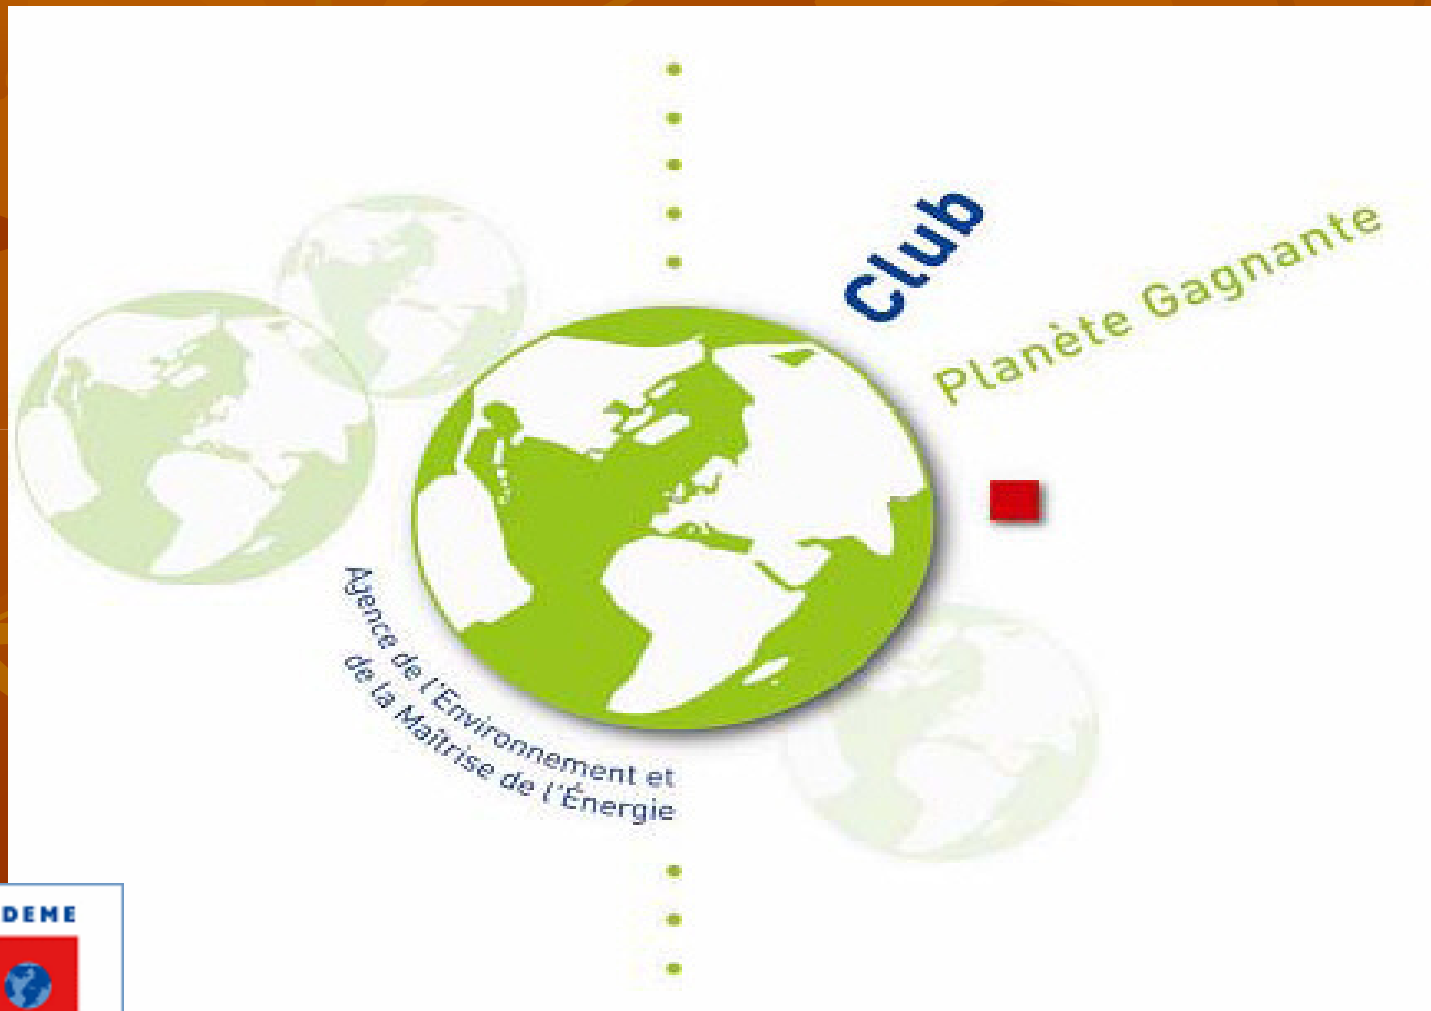 Club
Planète Gagnante
Agence de l'Environnement et
de la Maîtrise de l'Énergie
DEME